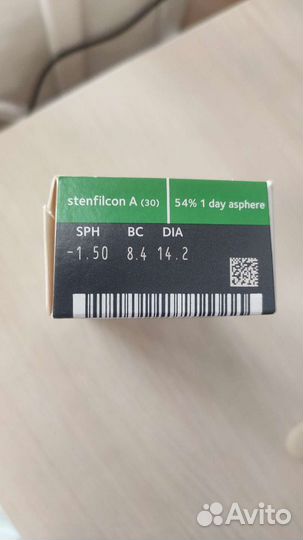 stenfilcon A (30) 54% 1 day asphere
SPH BC DIA
-1.50 8.4 14.2
Avito